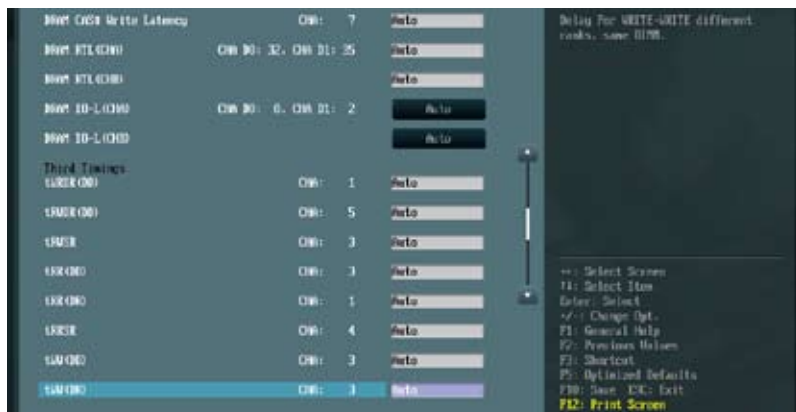 DRAM CAS# Write Latency CHA: 7 Auto
DRAM RTL(CHA) CHA D0: 32, CHA D1: 35 Auto
DRAM RTL(CHB) Auto
DRAM IO-L(CHA) CHA D0: 0, CHA D1: 2 Auto
DRAM IO-L(CHB) Auto
Third Timings
CHA: 1 Auto
CHA: 5 Auto
CHA: 3 Auto
CHA: 3 Auto
CHA: 1 Auto
CHA: 4 Auto
CHA: 3 Auto
CHA: 3 Auto
Delay For WRITE-WRITE different
ranks, same DIMM.
: Select Screen
: Select Item
Enter: Select
+/-: Change Opt.
F1: General Help
F2: Previous Values
F3: Shortcut
F5: Optimized Defaults
F10: Save ESC: Exit
F12: Print Screen